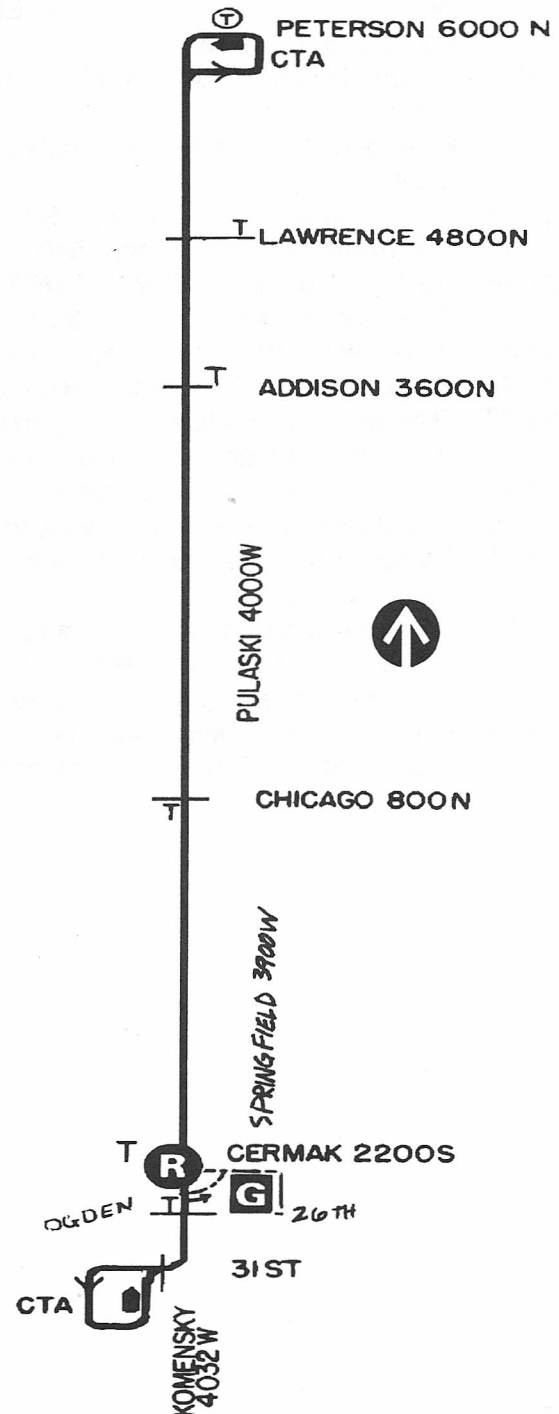 T
PETERSON 6000 N
CTA
T LAWRENCE 4800N
T
ADDISON 3600N
PULASKI 4000W
CHICAGO 800N
T
SPRINGFIELD 3900W
T
R
CERMAK 2200S
G
OGDEN
T
26TH
31ST
CTA
KOMENSKY
4032W